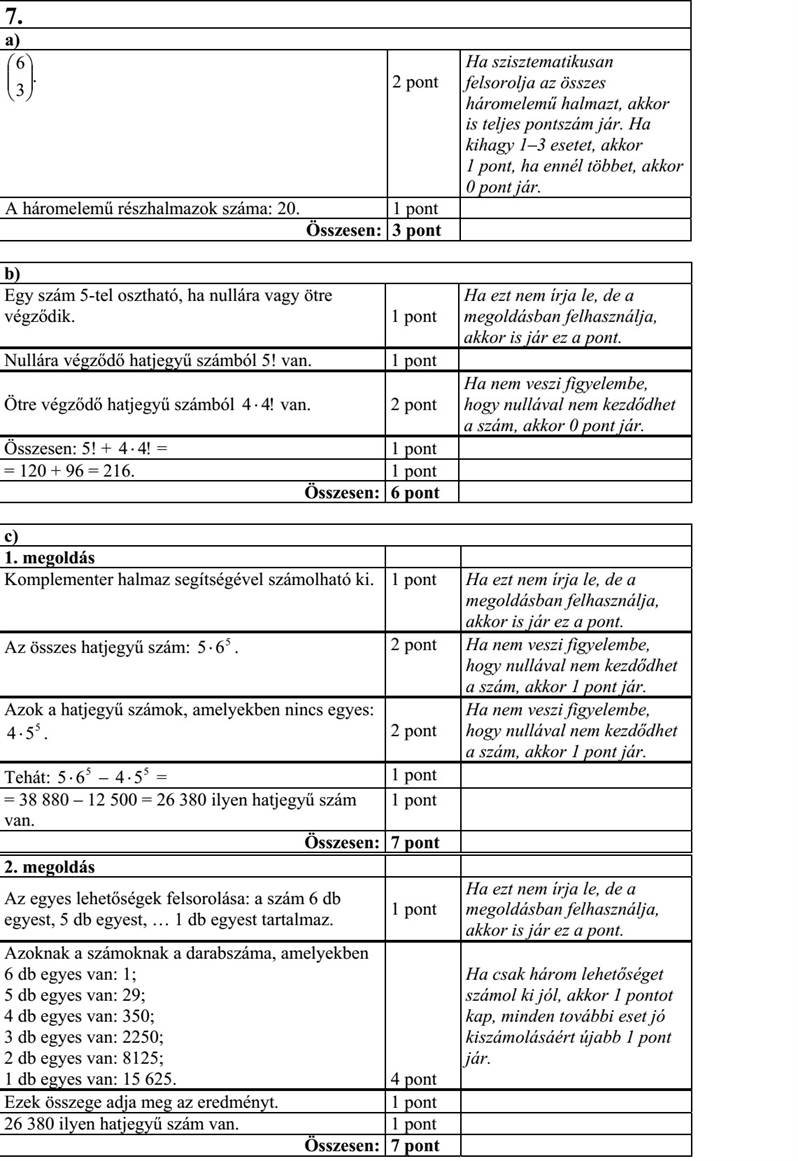 7.
a)
(6
3).
2 pont
Ha szisztematikusan
felsorolja az összes
háromelemű halmazt, akkor
is teljes pontszám jár. Ha
kihagy 1–3 esetet, akkor
1 pont, ha ennél többet, akkor
0 pont jár.
A háromelemű részhalmazok száma: 20. 1 pont
Összesen: 3 pont
b)
Egy szám 5-tel osztható, ha nullára vagy ötre
végződik.
1 pont
Ha ezt nem írja le, de a
megoldásban felhasználja,
akkor is jár ez a pont.
Nullára végződő hatjegyű számból 5! van. 1 pont
Ötre végződő hatjegyű számból 4·4! van. 2 pont
Ha nem veszi figyelembe,
hogy nullával nem kezdődhet
a szám, akkor 0 pont jár.
Összesen: 5! + 4·4! = 1 pont
= 120 + 96 = 216. 1 pont
Összesen: 6 pont
c)
1. megoldás
Komplementer halmaz segítségével számolható ki. 1 pont
Ha ezt nem írja le, de a
megoldásban felhasználja,
akkor is jár ez a pont.
Az összes hatjegyű szám: 5·6⁵. 2 pont
Ha nem veszi figyelembe,
hogy nullával nem kezdődhet
a szám, akkor 1 pont jár.
Azok a hatjegyű számok, amelyekben nincs egyes:
4·5⁵.
2 pont
Ha nem veszi figyelembe,
hogy nullával nem kezdődhet
a szám, akkor 1 pont jár.
Tehát: 5·6⁵ − 4·5⁵ = 1 pont
= 38 880 – 12 500 = 26 380 ilyen hatjegyű szám
van.
1 pont
Összesen: 7 pont
2. megoldás
Az egyes lehetőségek felsorolása: a szám 6 db
egyest, 5 db egyest, … 1 db egyest tartalmaz.
1 pont
Ha ezt nem írja le, de a
megoldásban felhasználja,
akkor is jár ez a pont.
Azoknak a számoknak a darabszáma, amelyekben
6 db egyes van: 1;
5 db egyes van: 29;
4 db egyes van: 350;
3 db egyes van: 2250;
2 db egyes van: 8125;
1 db egyes van: 15 625.
4 pont
Ha csak három lehetőséget
számol ki jól, akkor 1 pontot
kap, minden további eset jó
kiszámolásáért újabb 1 pont
jár.
Ezek összege adja meg az eredményt. 1 pont
26 380 ilyen hatjegyű szám van. 1 pont
Összesen: 7 pont